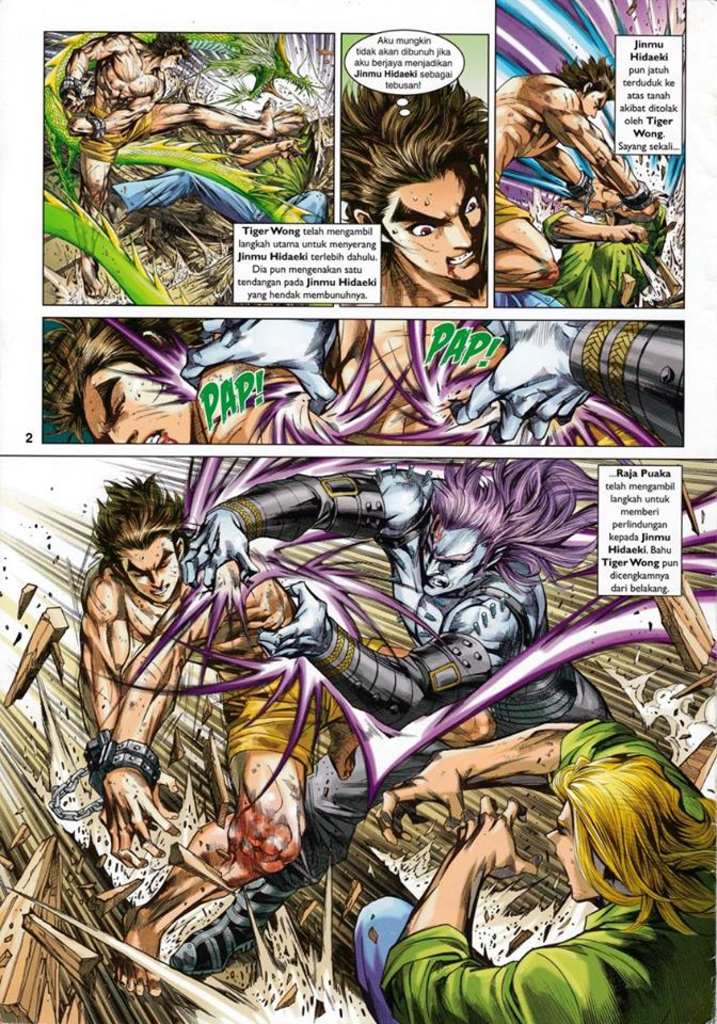 Tiger Wong mengambil
langkah utama untuk menyerang
Jinmu Hidaeki terlebih dahulu.
Dia pun mengenakan satu
tendangan pada Jinmu Hidaeki
yang hendak membunuhnya.
Aku mungkin
tidak akan dibunuh jika
aku berjaya menjadikan
Jinmu Hidaeki sebagai
tebusan!
Jinmu
Hidaeki
pun jatuh
terduduk ke
atas tanah
akibat ditolak
oleh Tiger
Wong.
Sayang sekali...
PAP!
PAP!
2
...Raja Puaka
telah mengambil
langkah untuk
memberi
perlindungan
kepada Jinmu
Hidaeki. Bahu
Tiger Wong pun
dicengkamnya
dari belakang.